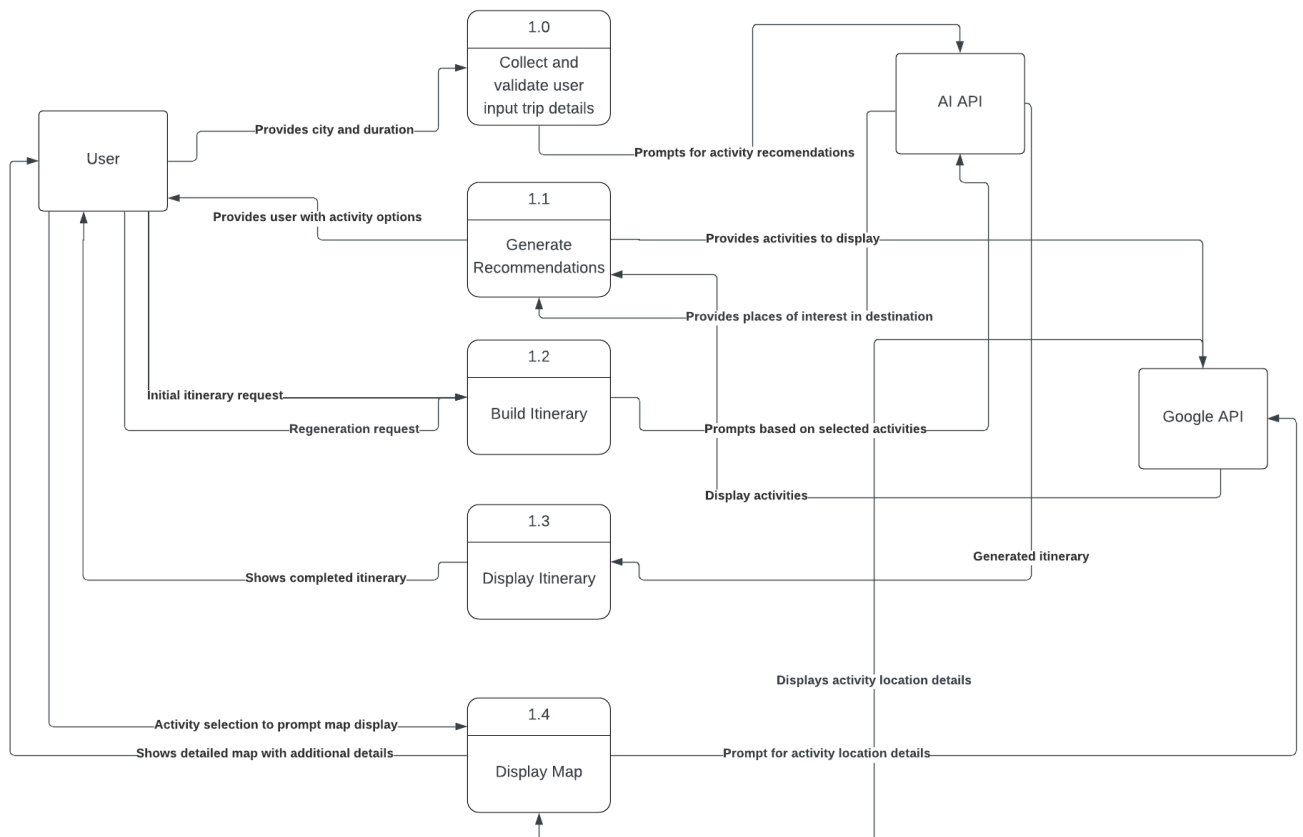 1.0
Collect and
validate user
input trip details
AI API
User
Provides city and duration
Prompts for activity recomendations
1.1
Generate
Recommendations
Provides user with activity options
Provides activities to display
Provides places of interest in destination
1.2
Build Itinerary
Initial itinerary request
Regeneration request
Prompts based on selected activities
Google API
Display activities
1.3
Display Itinerary
Generated itinerary
Shows completed itinerary
Displays activity location details
1.4
Display Map
Activity selection to prompt map display
Shows detailed map with additional details
Prompt for activity location details